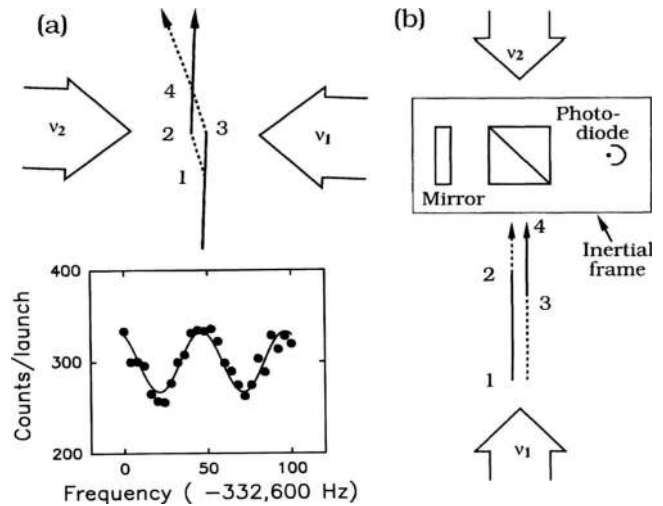 (a)
ν2
ν1
4
2
3
1
400
300
200
Counts/launch
0
50
100
Frequency ( −332,600 Hz)
(b)
ν2
Photo-
diode
Mirror
4
Inertial
frame
2
3
1
ν1